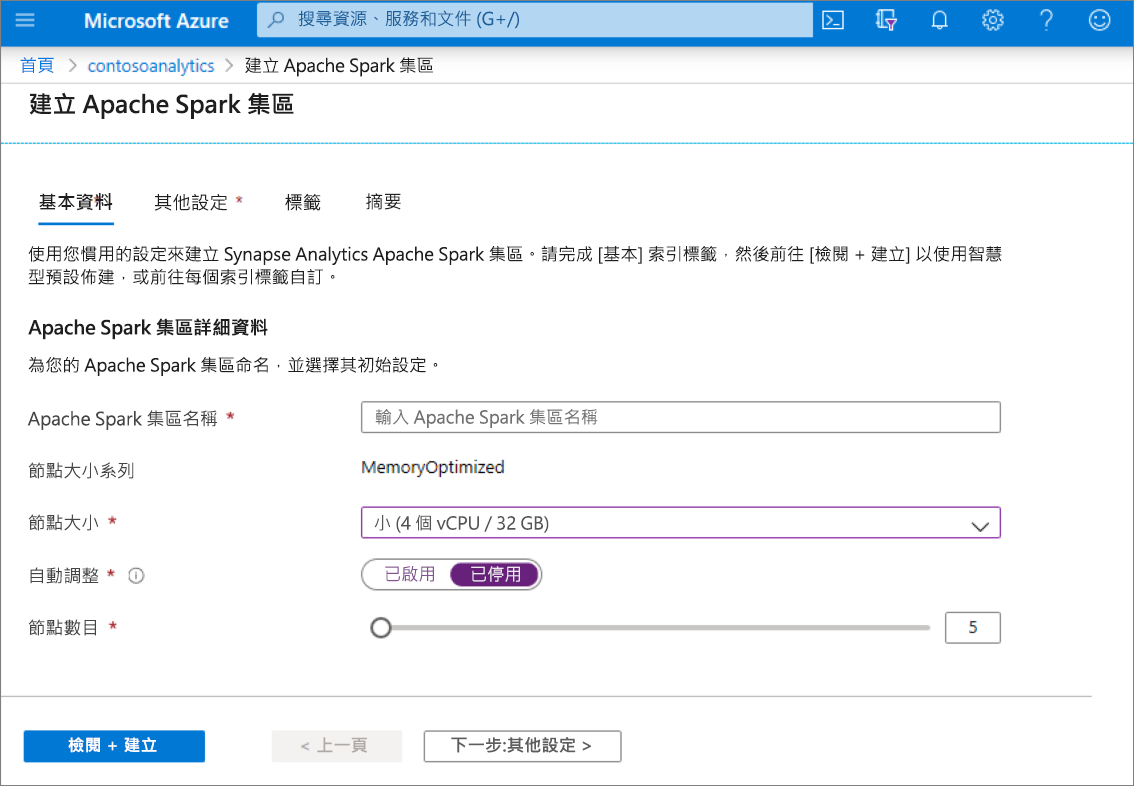 Microsoft Azure
搜尋資源、服務和文件 (G+/)
首頁 > contosoanalytics > 建立 Apache Spark 集區
建立 Apache Spark 集區
基本資料 * 其他設定 * 標籤 摘要
使用您慣用的設定來建立 Synapse Analytics Apache Spark 集區。請完成 [基本] 索引標籤，然後前往 [檢閱 + 建立] 以使用智慧
型預設佈建，或前往每個索引標籤自訂。
Apache Spark 集區詳細資料
為您的 Apache Spark 集區命名，並選擇其初始設定。
Apache Spark 集區名稱 * 輸入 Apache Spark 集區名稱
節點大小系列 MemoryOptimized
節點大小 * 小 (4 個 vCPU / 32 GB)
自動調整 * 已啟用 已停用
節點數目 * 5
檢閱 + 建立 < 上一頁 下一步:其他設定 >